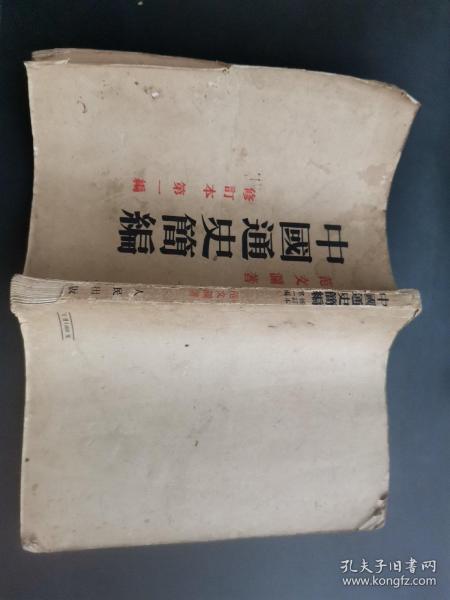 修訂本 第一編
中國通史簡編
范文瀾著
中國通史簡編
修訂本
第一編
范文瀾著
人民出版
孔夫子旧书网
www.kongfz.com